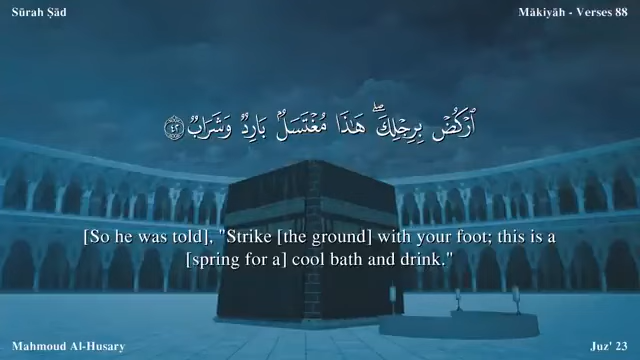 Sūrah Ṣād
Mākiyāh - Verses 88
ٱرْكُضْ بِرِجْلِكَ ۖ هَٰذَا مُغْتَسَلٌۢ بَارِدٌ وَشَرَابٌ ٤٢
[So he was told], "Strike [the ground] with your foot; this is a
[spring for a] cool bath and drink."
Mahmoud Al-Husary
Juz' 23